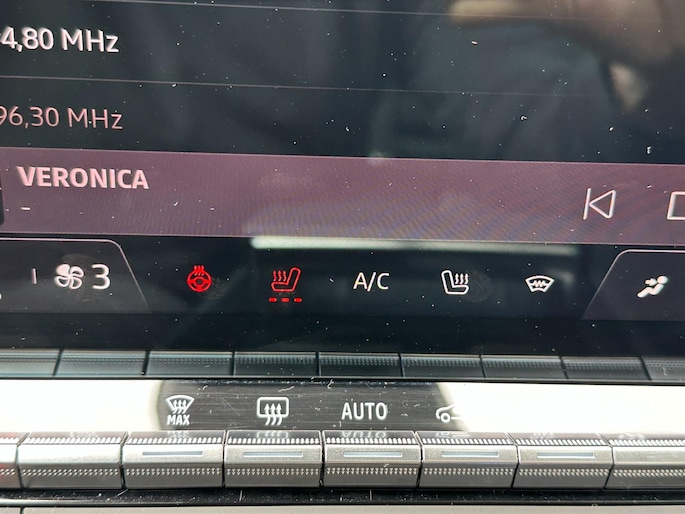 4,80 MHz
96,30 MHz
VERONICA
-
3
A/C
MAX
AUTO